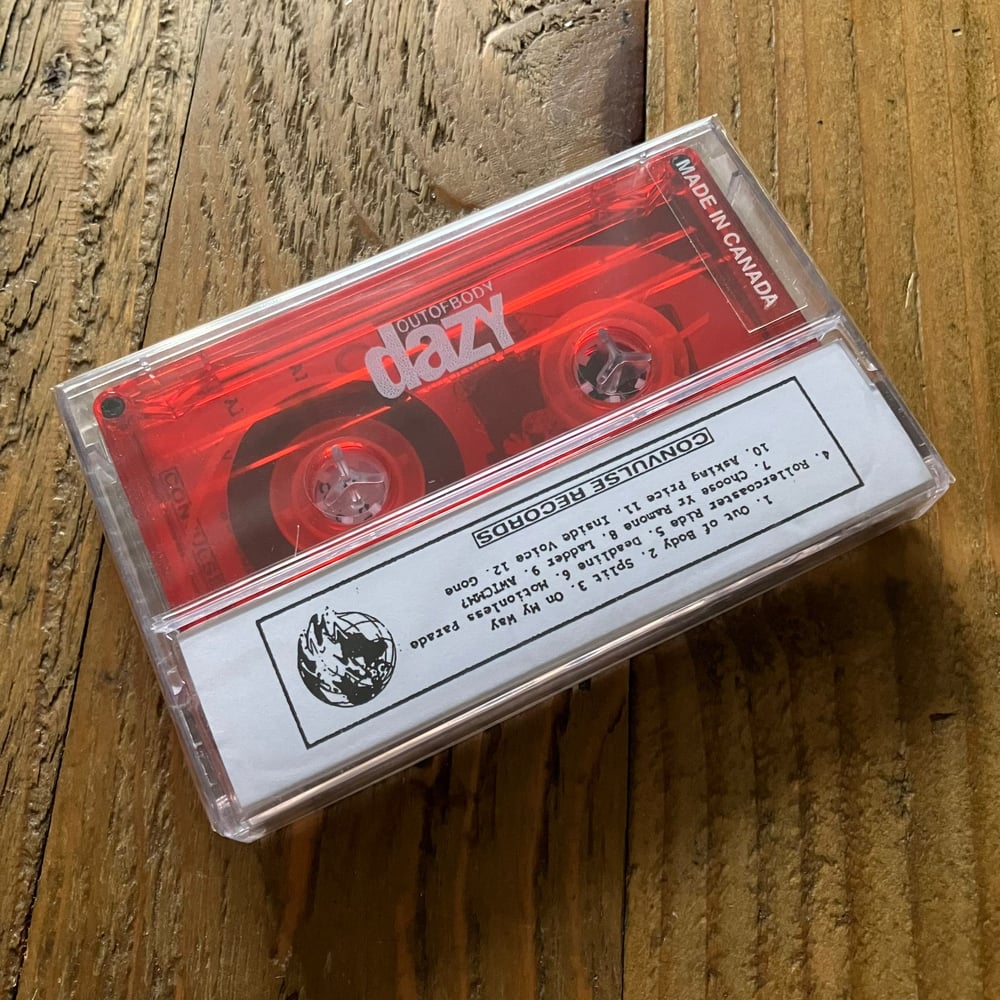 MADE IN CANADA
OUTOFBODY
dazy
1. Out of Body 2. Split 3. On My Way
4. Rollercoaster Ride 5. Deadline 6. Motionless Parade
7. Choose Yr Ramone 8. Ladder 9. AWTCMM?
10. Asking Price 11. Inside Voice 12. Gone
CONVULSE RECORDS